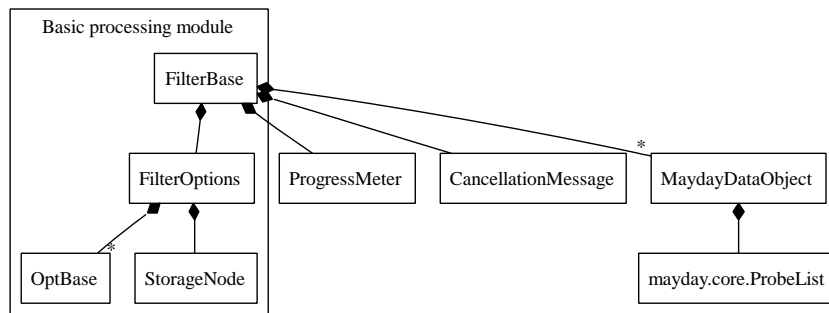 Basic processing module
FilterBase
*
FilterOptions
ProgressMeter
CancellationMessage
MaydayDataObject
*
OptBase
StorageNode
mayday.core.ProbeList